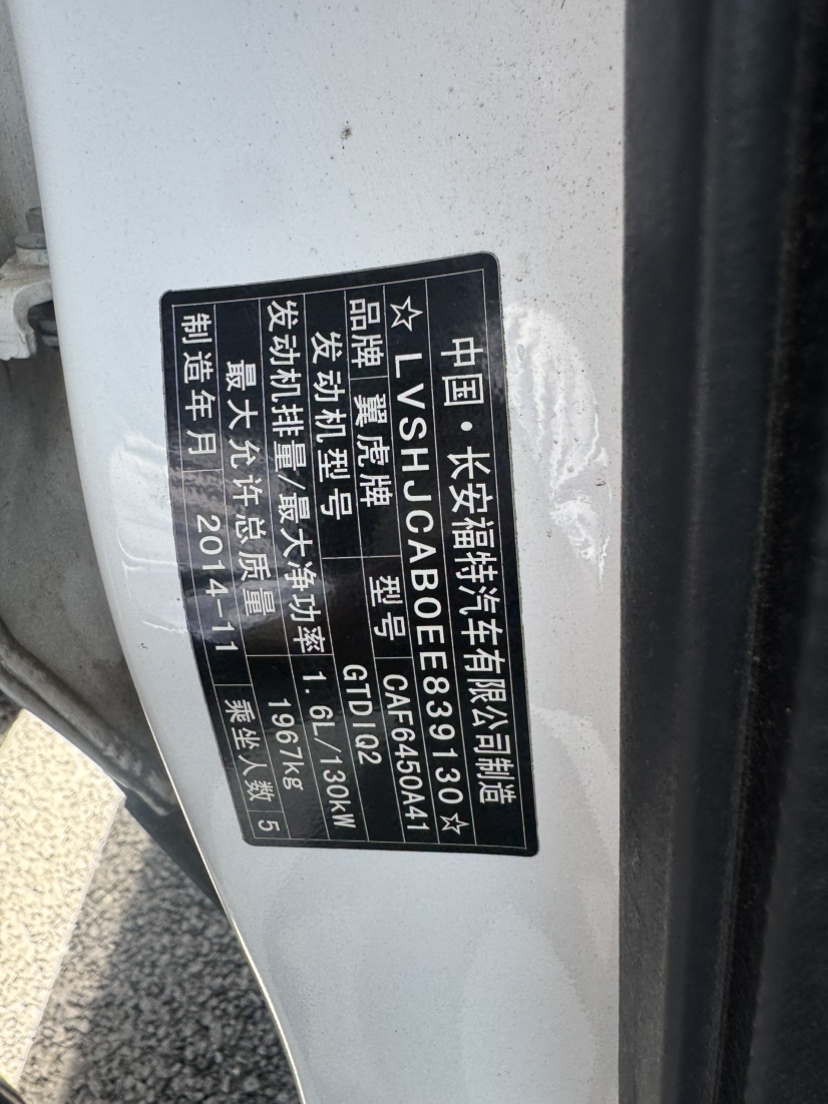 中国·长安福特汽车有限公司制造
☆LVSHJCAB0EE839130☆
品牌 翼虎牌 型号 CAF6450A41
发动机型号 GTDIQ2
发动机排量/最大净功率 1.6L/130kW
最大允许总质量 1967kg
制造年月 2014-11 乘坐人数 5